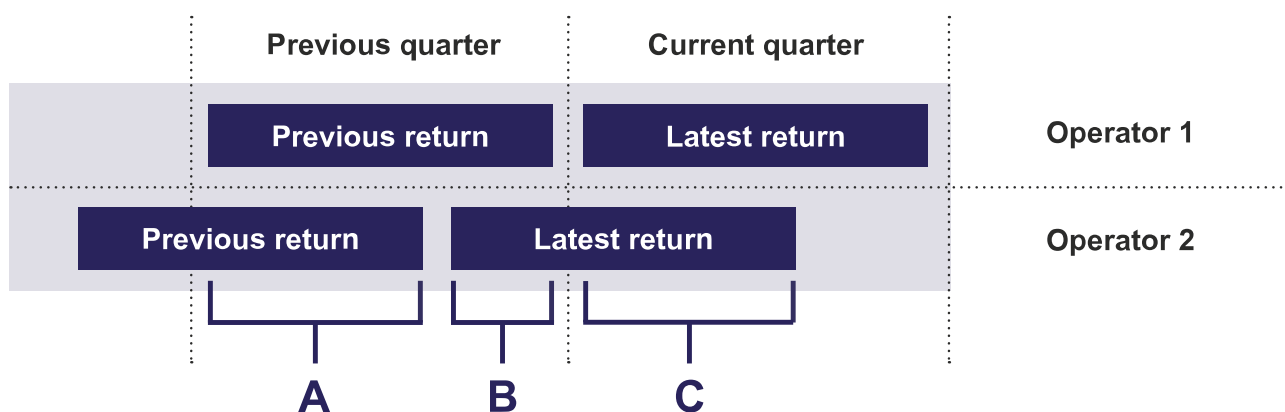 Previous quarter
Current quarter
Previous return
Latest return
Operator 1
Previous return
Latest return
Operator 2
A
B
C